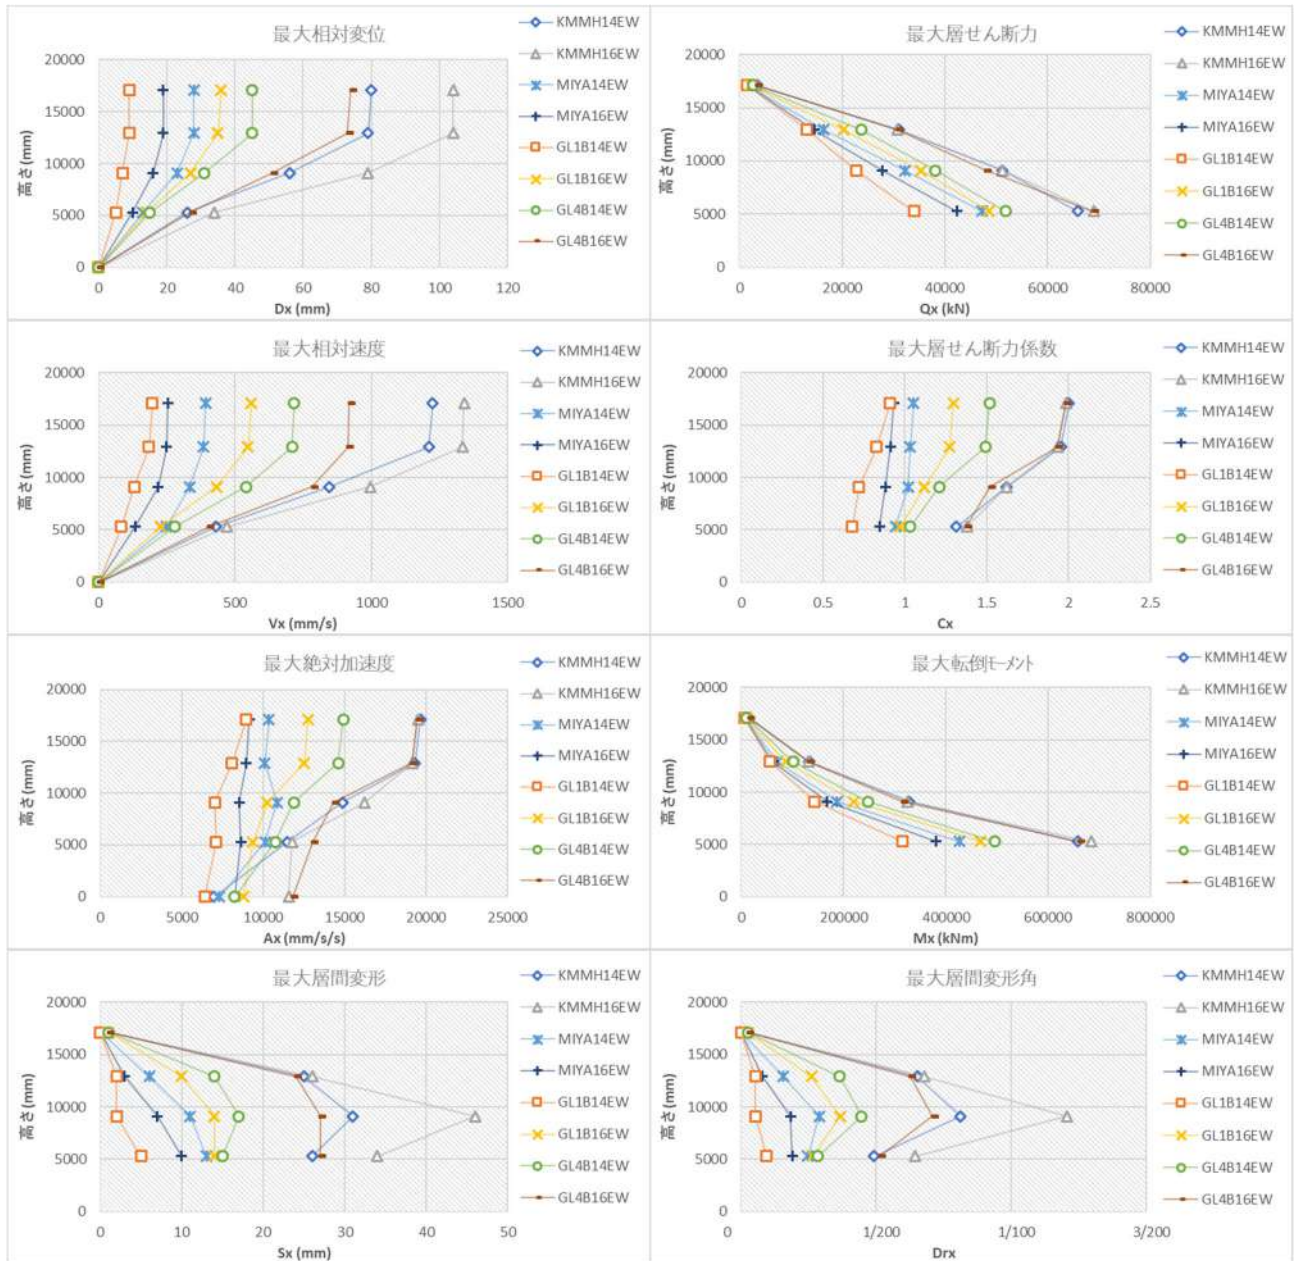 最大相対変位
20000
15000
10000
5000
0
高さ(mm)
0 20 40 60 80 100 120
Dx (mm)
KMMH14EW
KMMH16EW
MIYA14EW
MIYA16EW
GL1B14EW
GL1B16EW
GL4B14EW
GL4B16EW
最大層せん断力
20000
15000
10000
5000
0
高さ(mm)
0 20000 40000 60000 80000
Qx (kN)
KMMH14EW
KMMH16EW
MIYA14EW
MIYA16EW
GL1B14EW
GL1B16EW
GL4B14EW
GL4B16EW
最大相対速度
20000
15000
10000
5000
0
高さ(mm)
0 500 1000 1500
Vx (mm/s)
KMMH14EW
KMMH16EW
MIYA14EW
MIYA16EW
GL1B14EW
GL1B16EW
GL4B14EW
GL4B16EW
最大層せん断力係数
20000
15000
10000
5000
0
高さ(mm)
0 0.5 1 1.5 2 2.5
Cx
KMMH14EW
KMMH16EW
MIYA14EW
MIYA16EW
GL1B14EW
GL1B16EW
GL4B14EW
GL4B16EW
最大絶対加速度
20000
15000
10000
5000
0
高さ(mm)
0 5000 10000 15000 20000 25000
Ax (mm/s/s)
KMMH14EW
KMMH16EW
MIYA14EW
MIYA16EW
GL1B14EW
GL1B16EW
GL4B14EW
GL4B16EW
最大転倒ﾓｰﾒﾝﾄ
20000
15000
10000
5000
0
高さ(mm)
0 200000 400000 600000 800000
Mx (kNm)
KMMH14EW
KMMH16EW
MIYA14EW
MIYA16EW
GL1B14EW
GL1B16EW
GL4B14EW
GL4B16EW
最大層間変形
20000
15000
10000
5000
0
高さ(mm)
0 10 20 30 40 50
Sx (mm)
KMMH14EW
KMMH16EW
MIYA14EW
MIYA16EW
GL1B14EW
GL1B16EW
GL4B14EW
GL4B16EW
最大層間変形角
20000
15000
10000
5000
0
高さ(mm)
0 1/200 1/100 3/200
Drx
KMMH14EW
KMMH16EW
MIYA14EW
MIYA16EW
GL1B14EW
GL1B16EW
GL4B14EW
GL4B16EW